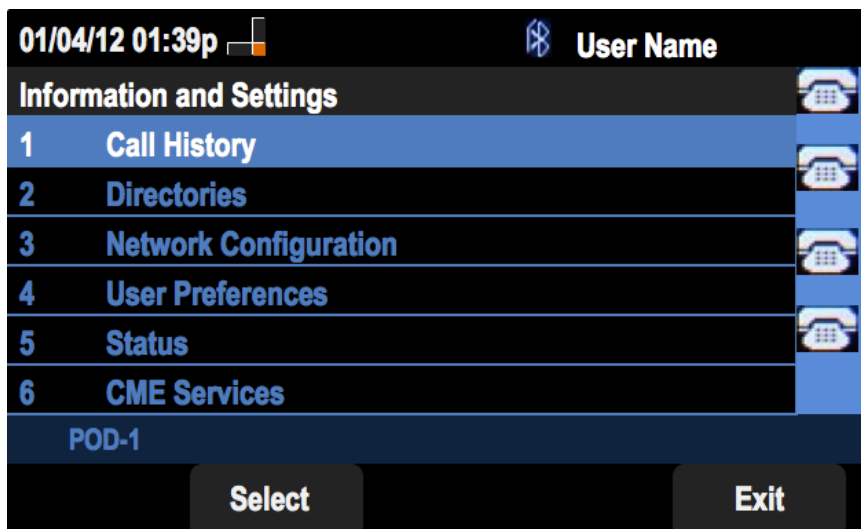 01/04/12 01:39p User Name
Information and Settings
1 Call History
2 Directories
3 Network Configuration
4 User Preferences
5 Status
6 CME Services
POD-1
Select Exit